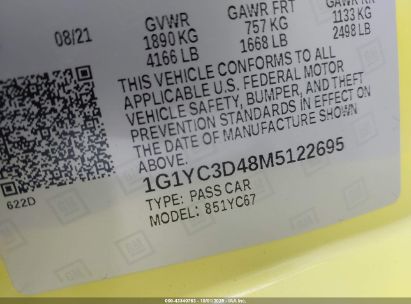 08/21
GVWR
1890 KG
4166 LB
GAWR FRT
757 KG
1668 LB
GAWR RR
1133 KG
2498 LB
THIS VEHICLE CONFORMS TO ALL
APPLICABLE U.S. FEDERAL MOTOR
VEHICLE SAFETY, BUMPER, AND THEFT
PREVENTION STANDARDS IN EFFECT ON
THE DATE OF MANUFACTURE SHOWN
ABOVE.
1G1YC3D48M5122695
TYPE: PASS CAR
MODEL: 851YC67
622D